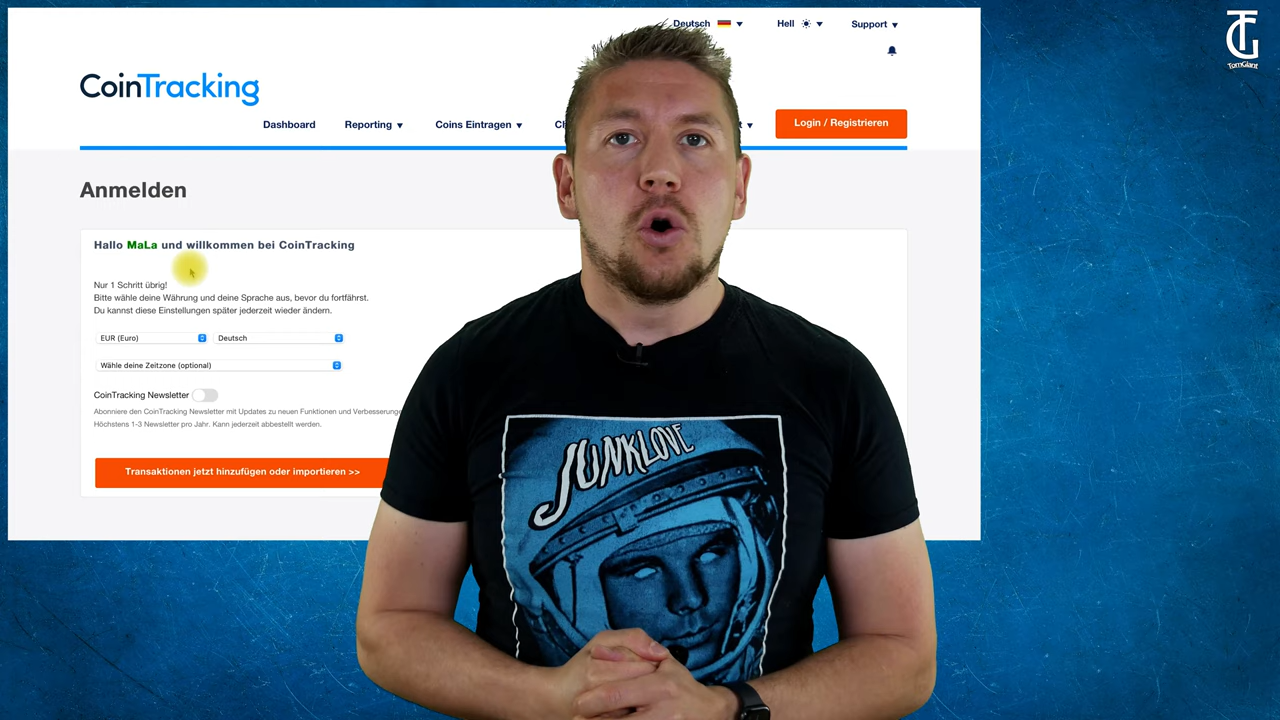 Deutsch
Hell
Support
TG
TomGiant
CoinTracking
Dashboard
Reporting
Coins Eintragen
Login / Registrieren
Anmelden
Hallo MaLa und willkommen bei CoinTracking
Nur 1 Schritt übrig!
Bitte wähle deine Währung und deine Sprache aus, bevor du fortfährst.
Du kannst diese Einstellungen später jederzeit wieder ändern.
EUR (Euro)
Deutsch
Wähle deine Zeitzone (optional)
CoinTracking Newsletter
Abonniere den CoinTracking Newsletter mit Updates zu neuen Funktionen und
Höchstens 1-3 Newsletter pro Jahr. Kann jederzeit abbestellt werden.
Transaktionen jetzt hinzufügen oder importieren >>
JUNKLOVE